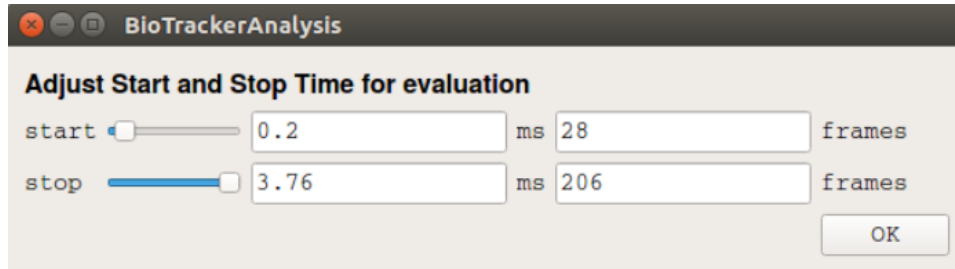 BioTrackerAnalysis
Adjust Start and Stop Time for evaluation
start 0.2 ms 28 frames
stop 3.76 ms 206 frames
OK